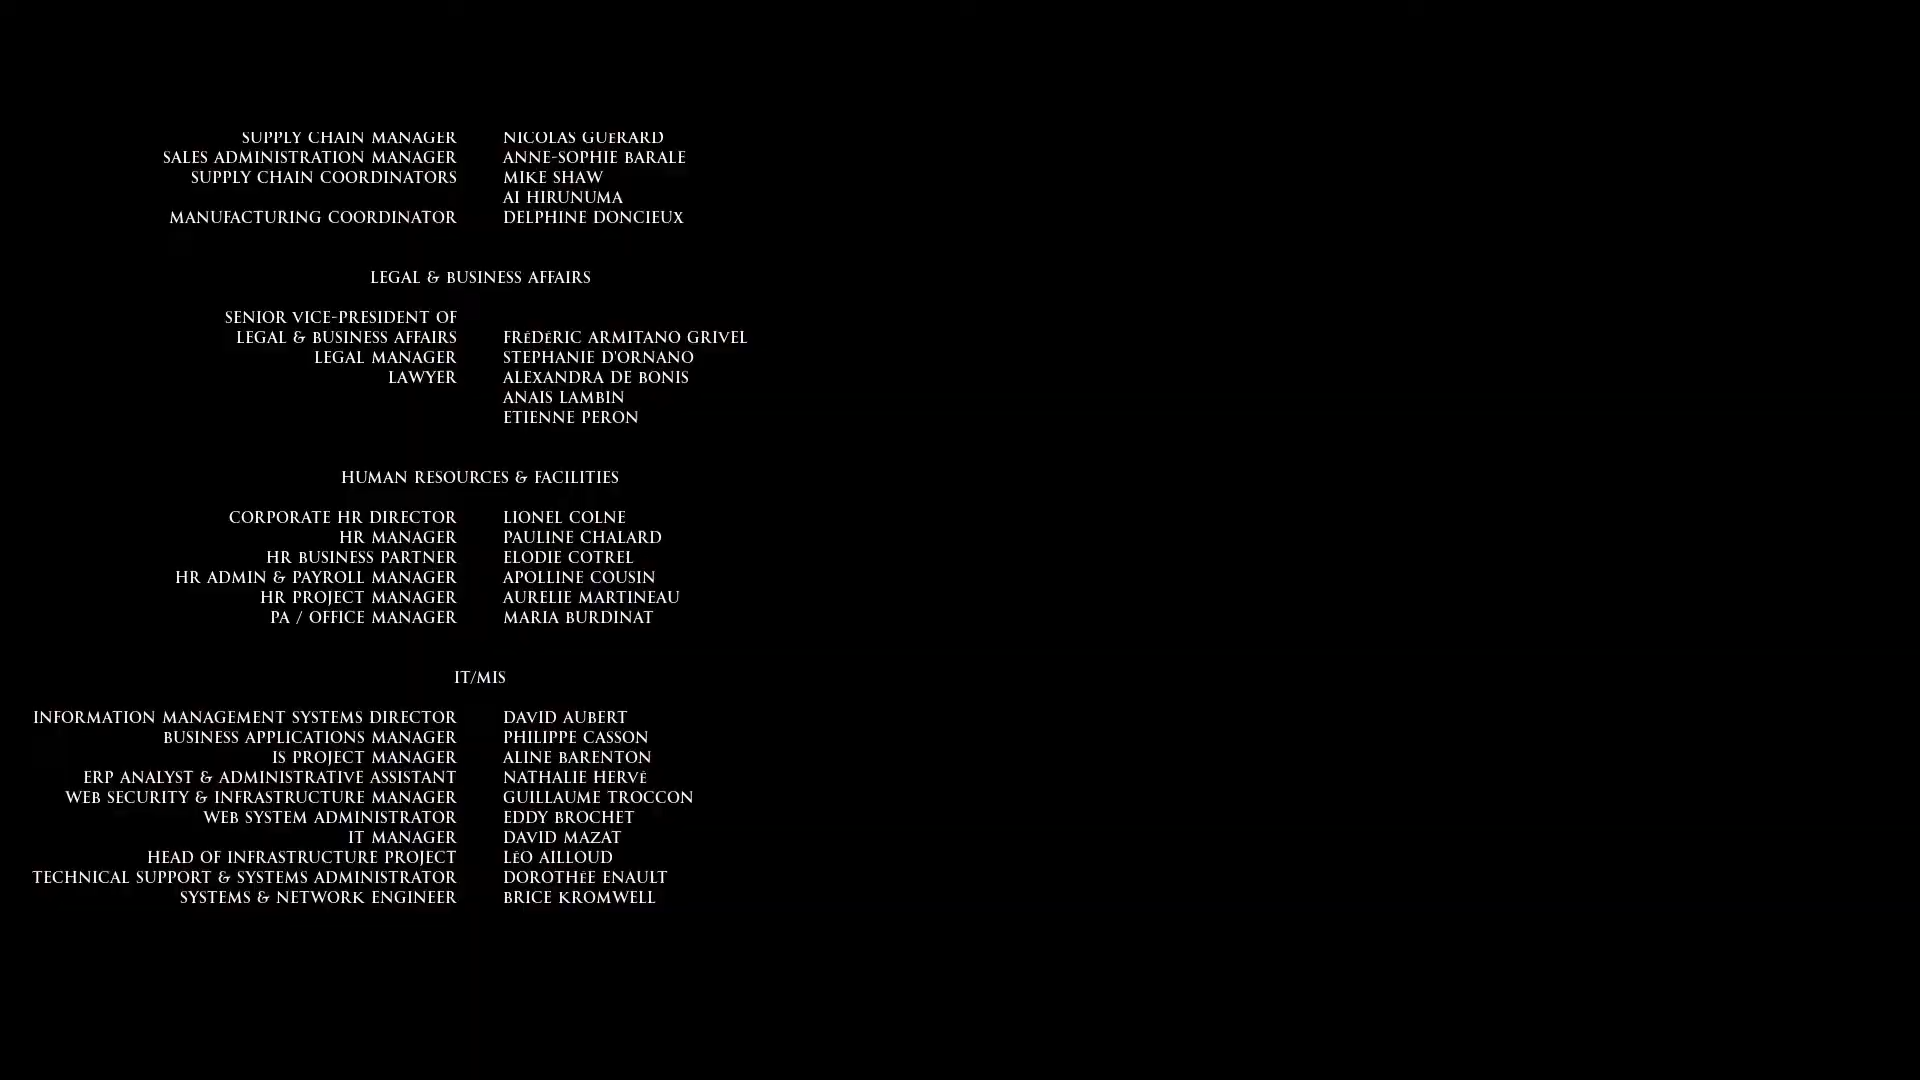 SUPPLY CHAIN MANAGER NICOLAS GUéRARD
SALES ADMINISTRATION MANAGER ANNE-SOPHIE BARALE
SUPPLY CHAIN COORDINATORS MIKE SHAW
AI HIRUNUMA
MANUFACTURING COORDINATOR DELPHINE DONCIEUX
LEGAL & BUSINESS AFFAIRS
SENIOR VICE-PRESIDENT OF
LEGAL & BUSINESS AFFAIRS FRéDéRIC ARMITANO GRIVEL
LEGAL MANAGER STEPHANIE D'ORNANO
LAWYER ALEXANDRA DE BONIS
ANAIS LAMBIN
ETIENNE PERON
HUMAN RESOURCES & FACILITIES
CORPORATE HR DIRECTOR LIONEL COLNE
HR MANAGER PAULINE CHALARD
HR BUSINESS PARTNER ELODIE COTREL
HR ADMIN & PAYROLL MANAGER APOLLINE COUSIN
HR PROJECT MANAGER AURELIE MARTINEAU
PA / OFFICE MANAGER MARIA BURDINAT
IT/MIS
INFORMATION MANAGEMENT SYSTEMS DIRECTOR DAVID AUBERT
BUSINESS APPLICATIONS MANAGER PHILIPPE CASSON
IS PROJECT MANAGER ALINE BARENTON
ERP ANALYST & ADMINISTRATIVE ASSISTANT NATHALIE HERVé
WEB SECURITY & INFRASTRUCTURE MANAGER GUILLAUME TROCCON
WEB SYSTEM ADMINISTRATOR EDDY BROCHET
IT MANAGER DAVID MAZAT
HEAD OF INFRASTRUCTURE PROJECT LéO AILLOUD
TECHNICAL SUPPORT & SYSTEMS ADMINISTRATOR DOROTHéE ENAULT
SYSTEMS & NETWORK ENGINEER BRICE KROMWELL